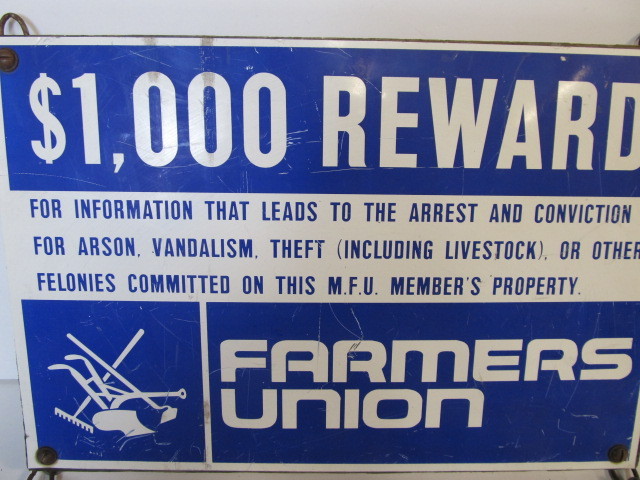 $1,000 REWARD
FOR INFORMATION THAT LEADS TO THE ARREST AND CONVICTION
FOR ARSON, VANDALISM, THEFT (INCLUDING LIVESTOCK), OR OTHER
FELONIES COMMITTED ON THIS M.F.U. MEMBER'S PROPERTY.
FARMERS
UNION